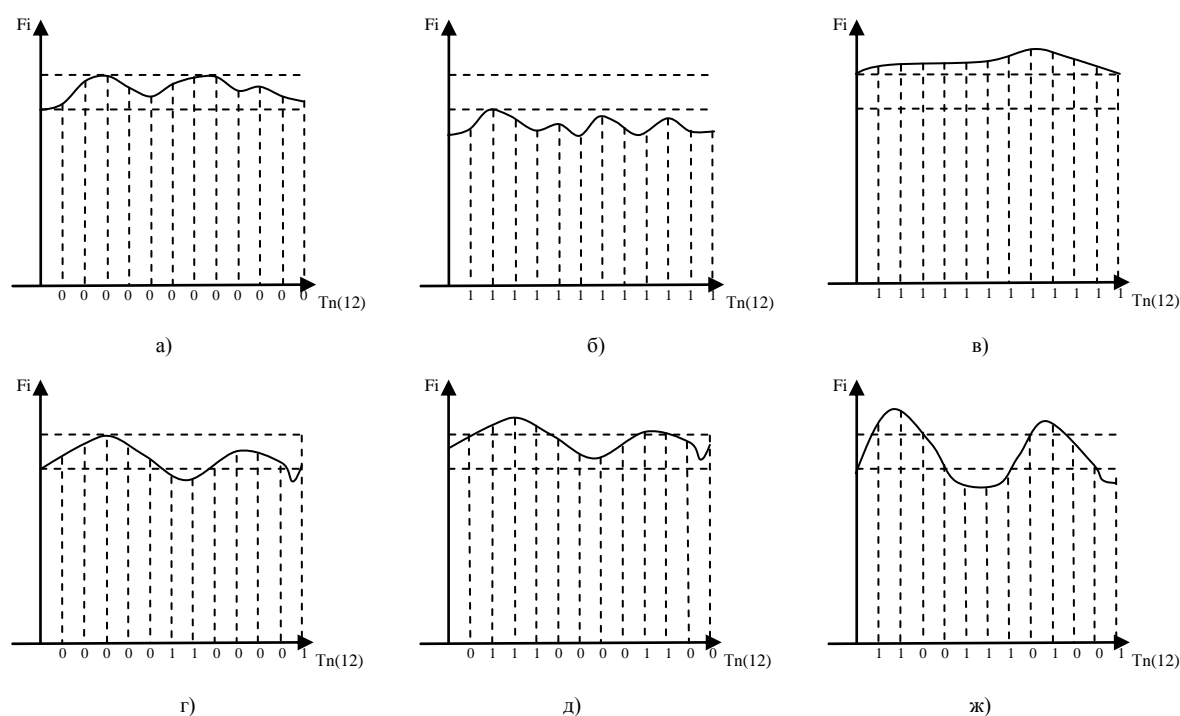 Fi
0 0 0 0 0 0 0 0 0 0 0 0
Tn(12)
а)
Fi
1 1 1 1 1 1 1 1 1 1 1 1
Tn(12)
б)
Fi
1 1 1 1 1 1 1 1 1 1 1 1
Tn(12)
в)
Fi
0 0 0 0 0 1 1 0 0 0 0 1
Tn(12)
г)
Fi
0 1 1 1 0 0 0 0 1 1 0 0
Tn(12)
д)
Fi
1 1 0 0 1 1 1 0 1 0 0 1
Tn(12)
ж)